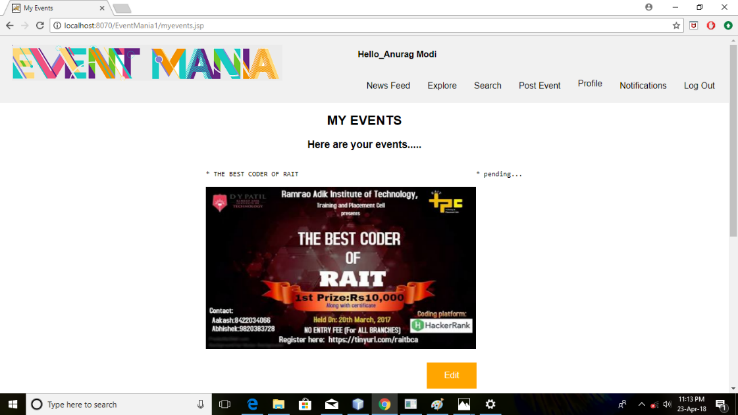 My Events
localhost:8070/EventMania1/myevents.jsp
EVENT MANIA
Hello_Anurag Modi
News Feed Explore Search Post Event Profile Notifications Log Out
MY EVENTS
Here are your events.....
* THE BEST CODER OF RAIT * pending...
D Y PATIL
Ramrao Adik Institute of Technology,
Training and Placement Cell
presents
tpc
THE BEST CODER
OF
RAIT
1st Prize:Rs10,000
Along with certificate
Contact:
Aakash:8422034066
Abhishek:9820383728
Held On: 20th March, 2017
NO ENTRY FEE (For ALL BRANCHES)
Register here: https://tinyurl.com/raitbca
Coding platform:
HackerRank
Edit
Type here to search
11:13 PM
23-Apr-18